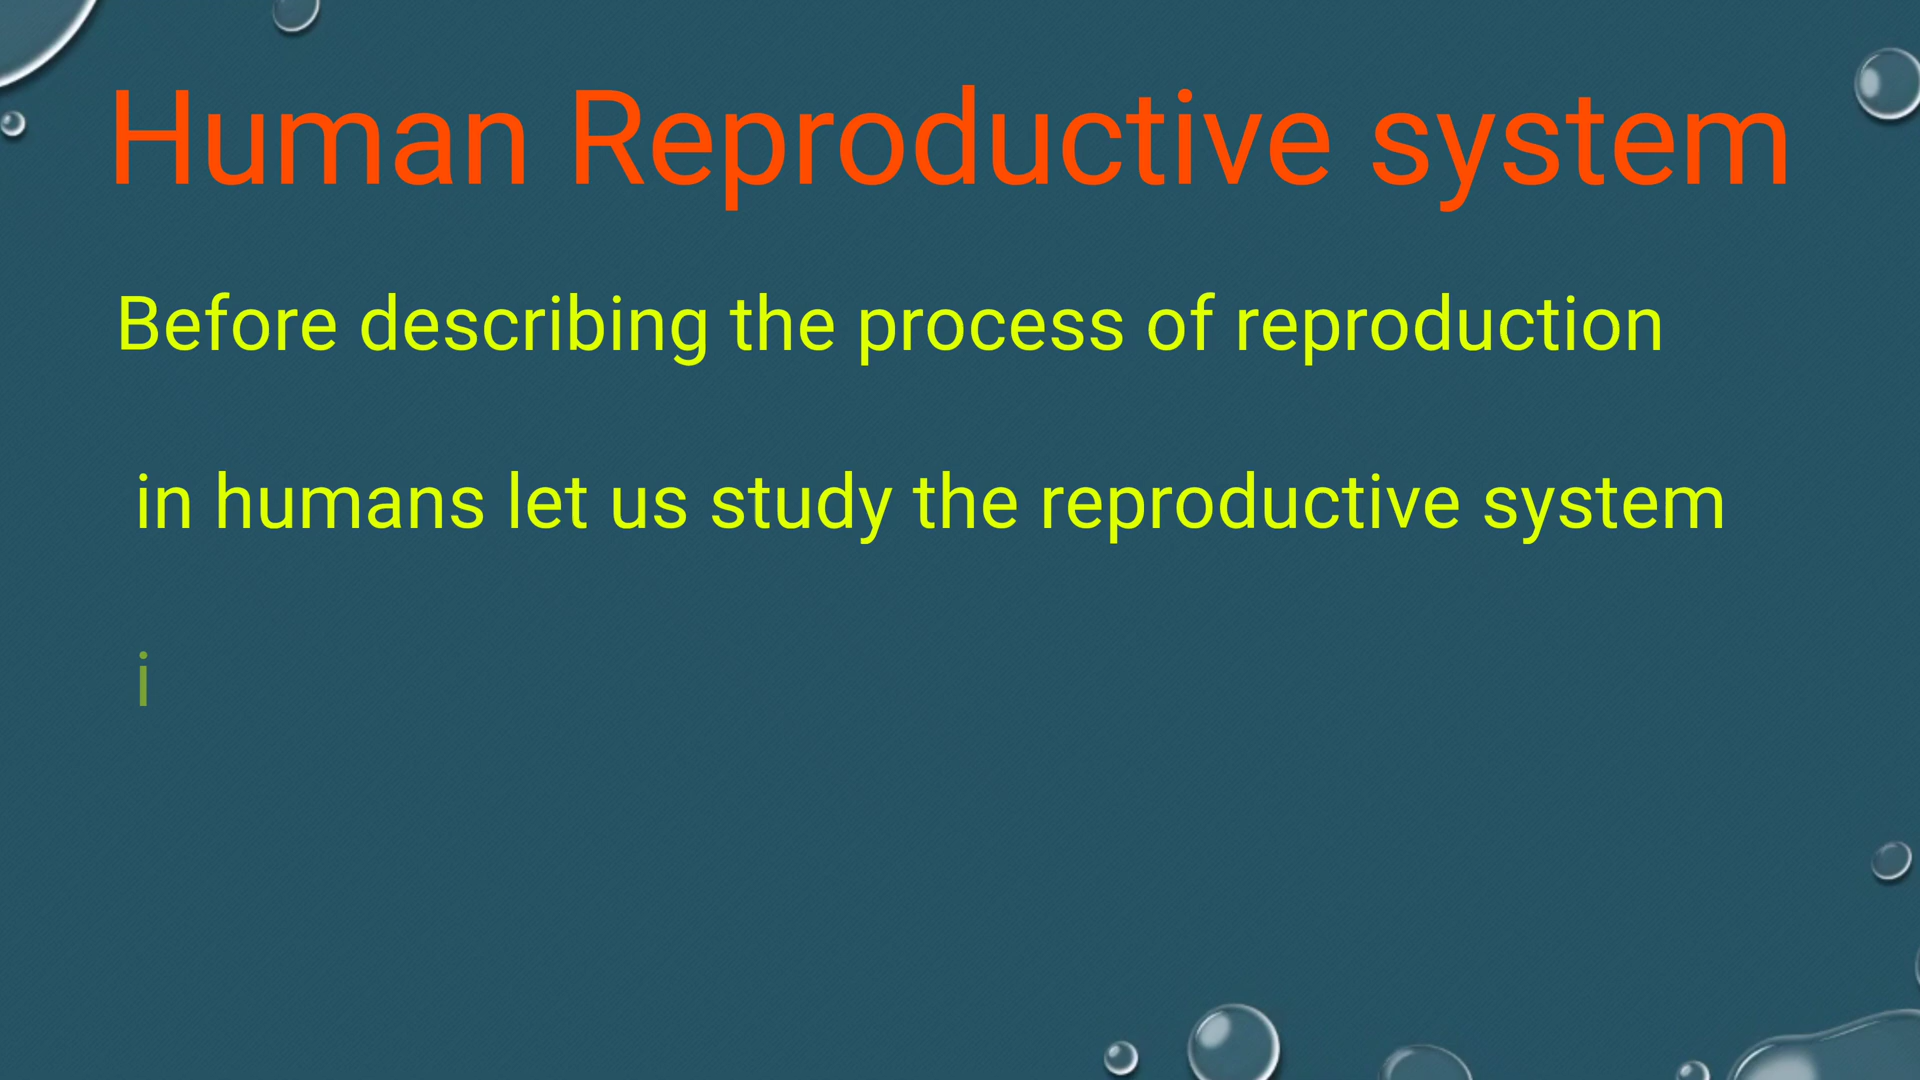 Human Reproductive system
Before describing the process of reproduction
in humans let us study the reproductive system
i